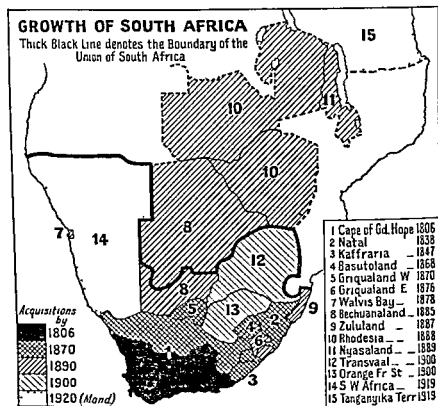 GROWTH OF SOUTH AFRICA
Thick Black Line denotes the Boundary of the
Union of South Africa
15
11
10
10
7
14
8
12
8
13
5
4
2
6
9
1
3
Acquisitions
by
1806
1870
1890
1900
1920 (Mand.)
1 Cape of Gd. Hope 1806
2 Natal 1838
3 Kaffraria 1847
4 Basutoland 1868
5 Griqualand W 1870
6 Griqualand E 1876
7 Walvis Bay 1878
8 Bechuanaland 1885
9 Zululand 1887
10 Rhodesia 1888
11 Nyasaland 1889
12 Transvaal 1900
13 Orange Fr St 1900
14 S W Africa 1919
15 Tanganyika Terr 1919